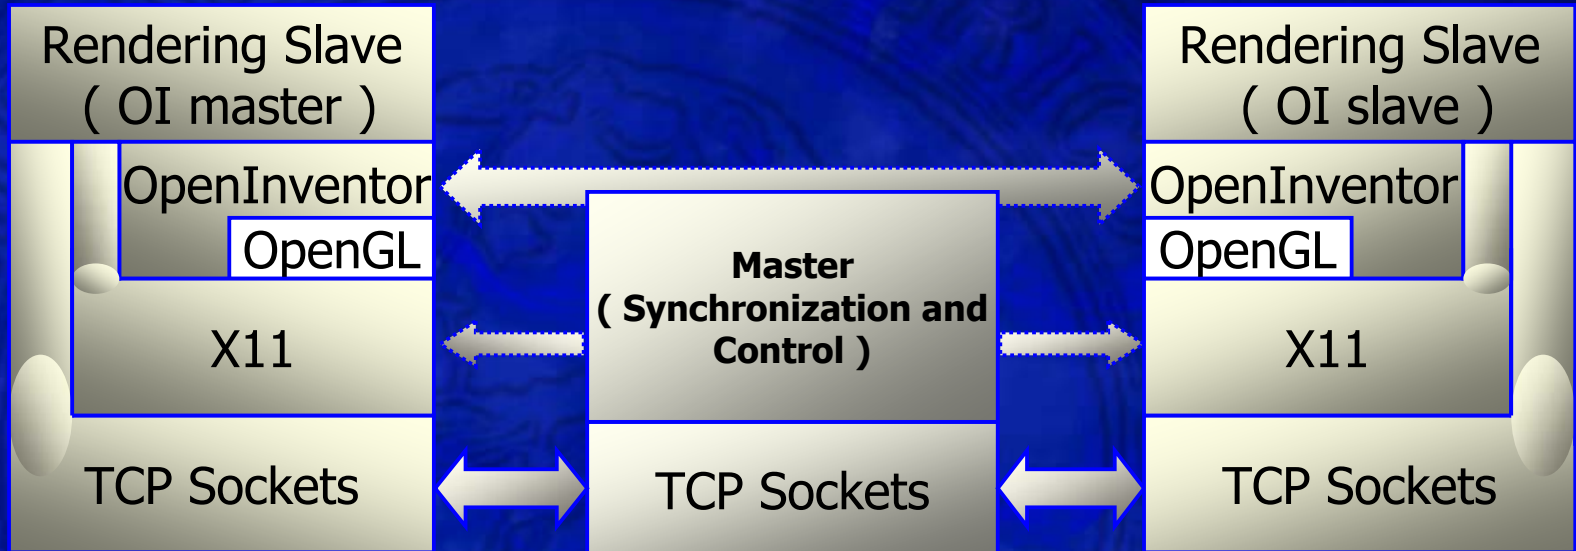 Rendering Slave
( OI master )
OpenInventor
OpenGL
X11
TCP Sockets
Master
( Synchronization and
Control )
TCP Sockets
Rendering Slave
( OI slave )
OpenInventor
OpenGL
X11
TCP Sockets